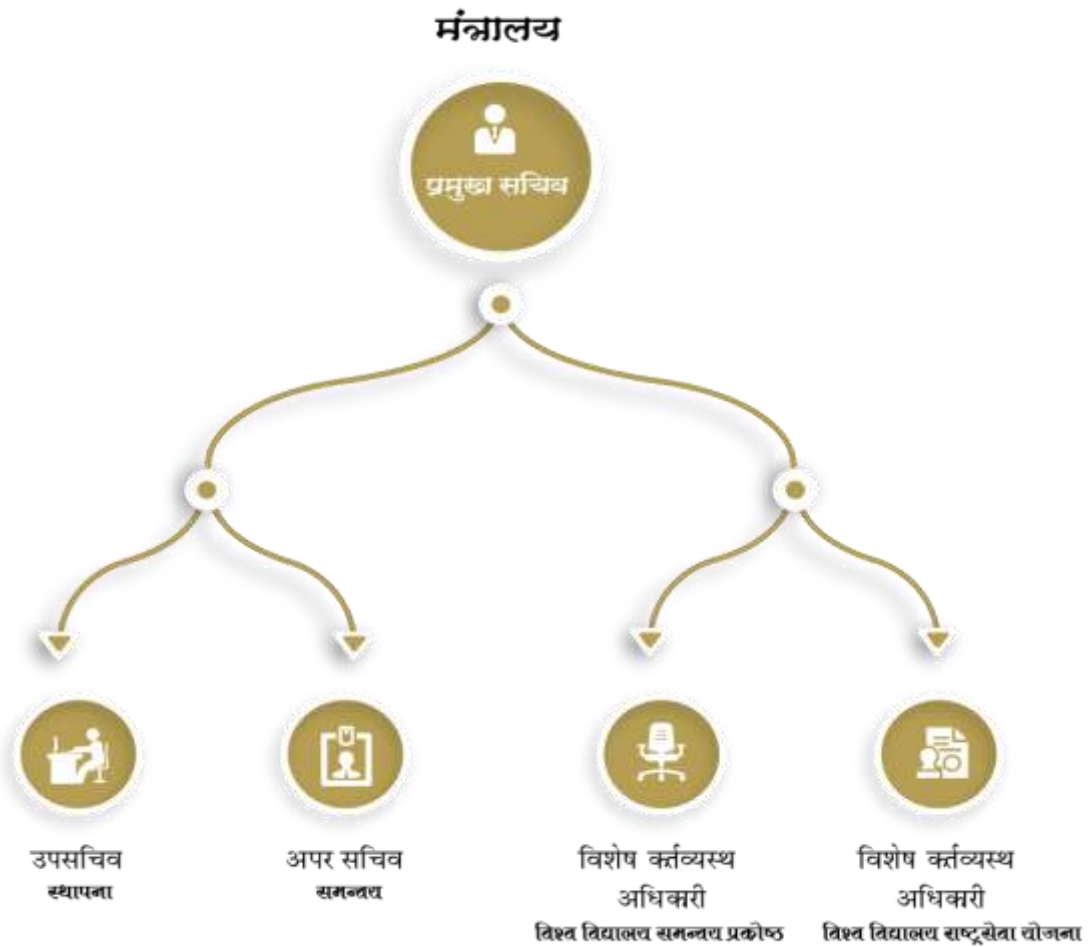 मंत्रालय
प्रमुख सचिव
उपसचिव
स्थापना
अपर सचिव
समन्वय
विशेष कर्तव्यस्थ
अधिकारी
विश्व विद्यालय समन्वय प्रकोष्ठ
विशेष कर्तव्यस्थ
अधिकारी
विश्व विद्यालय राष्ट्रसेवा योजना